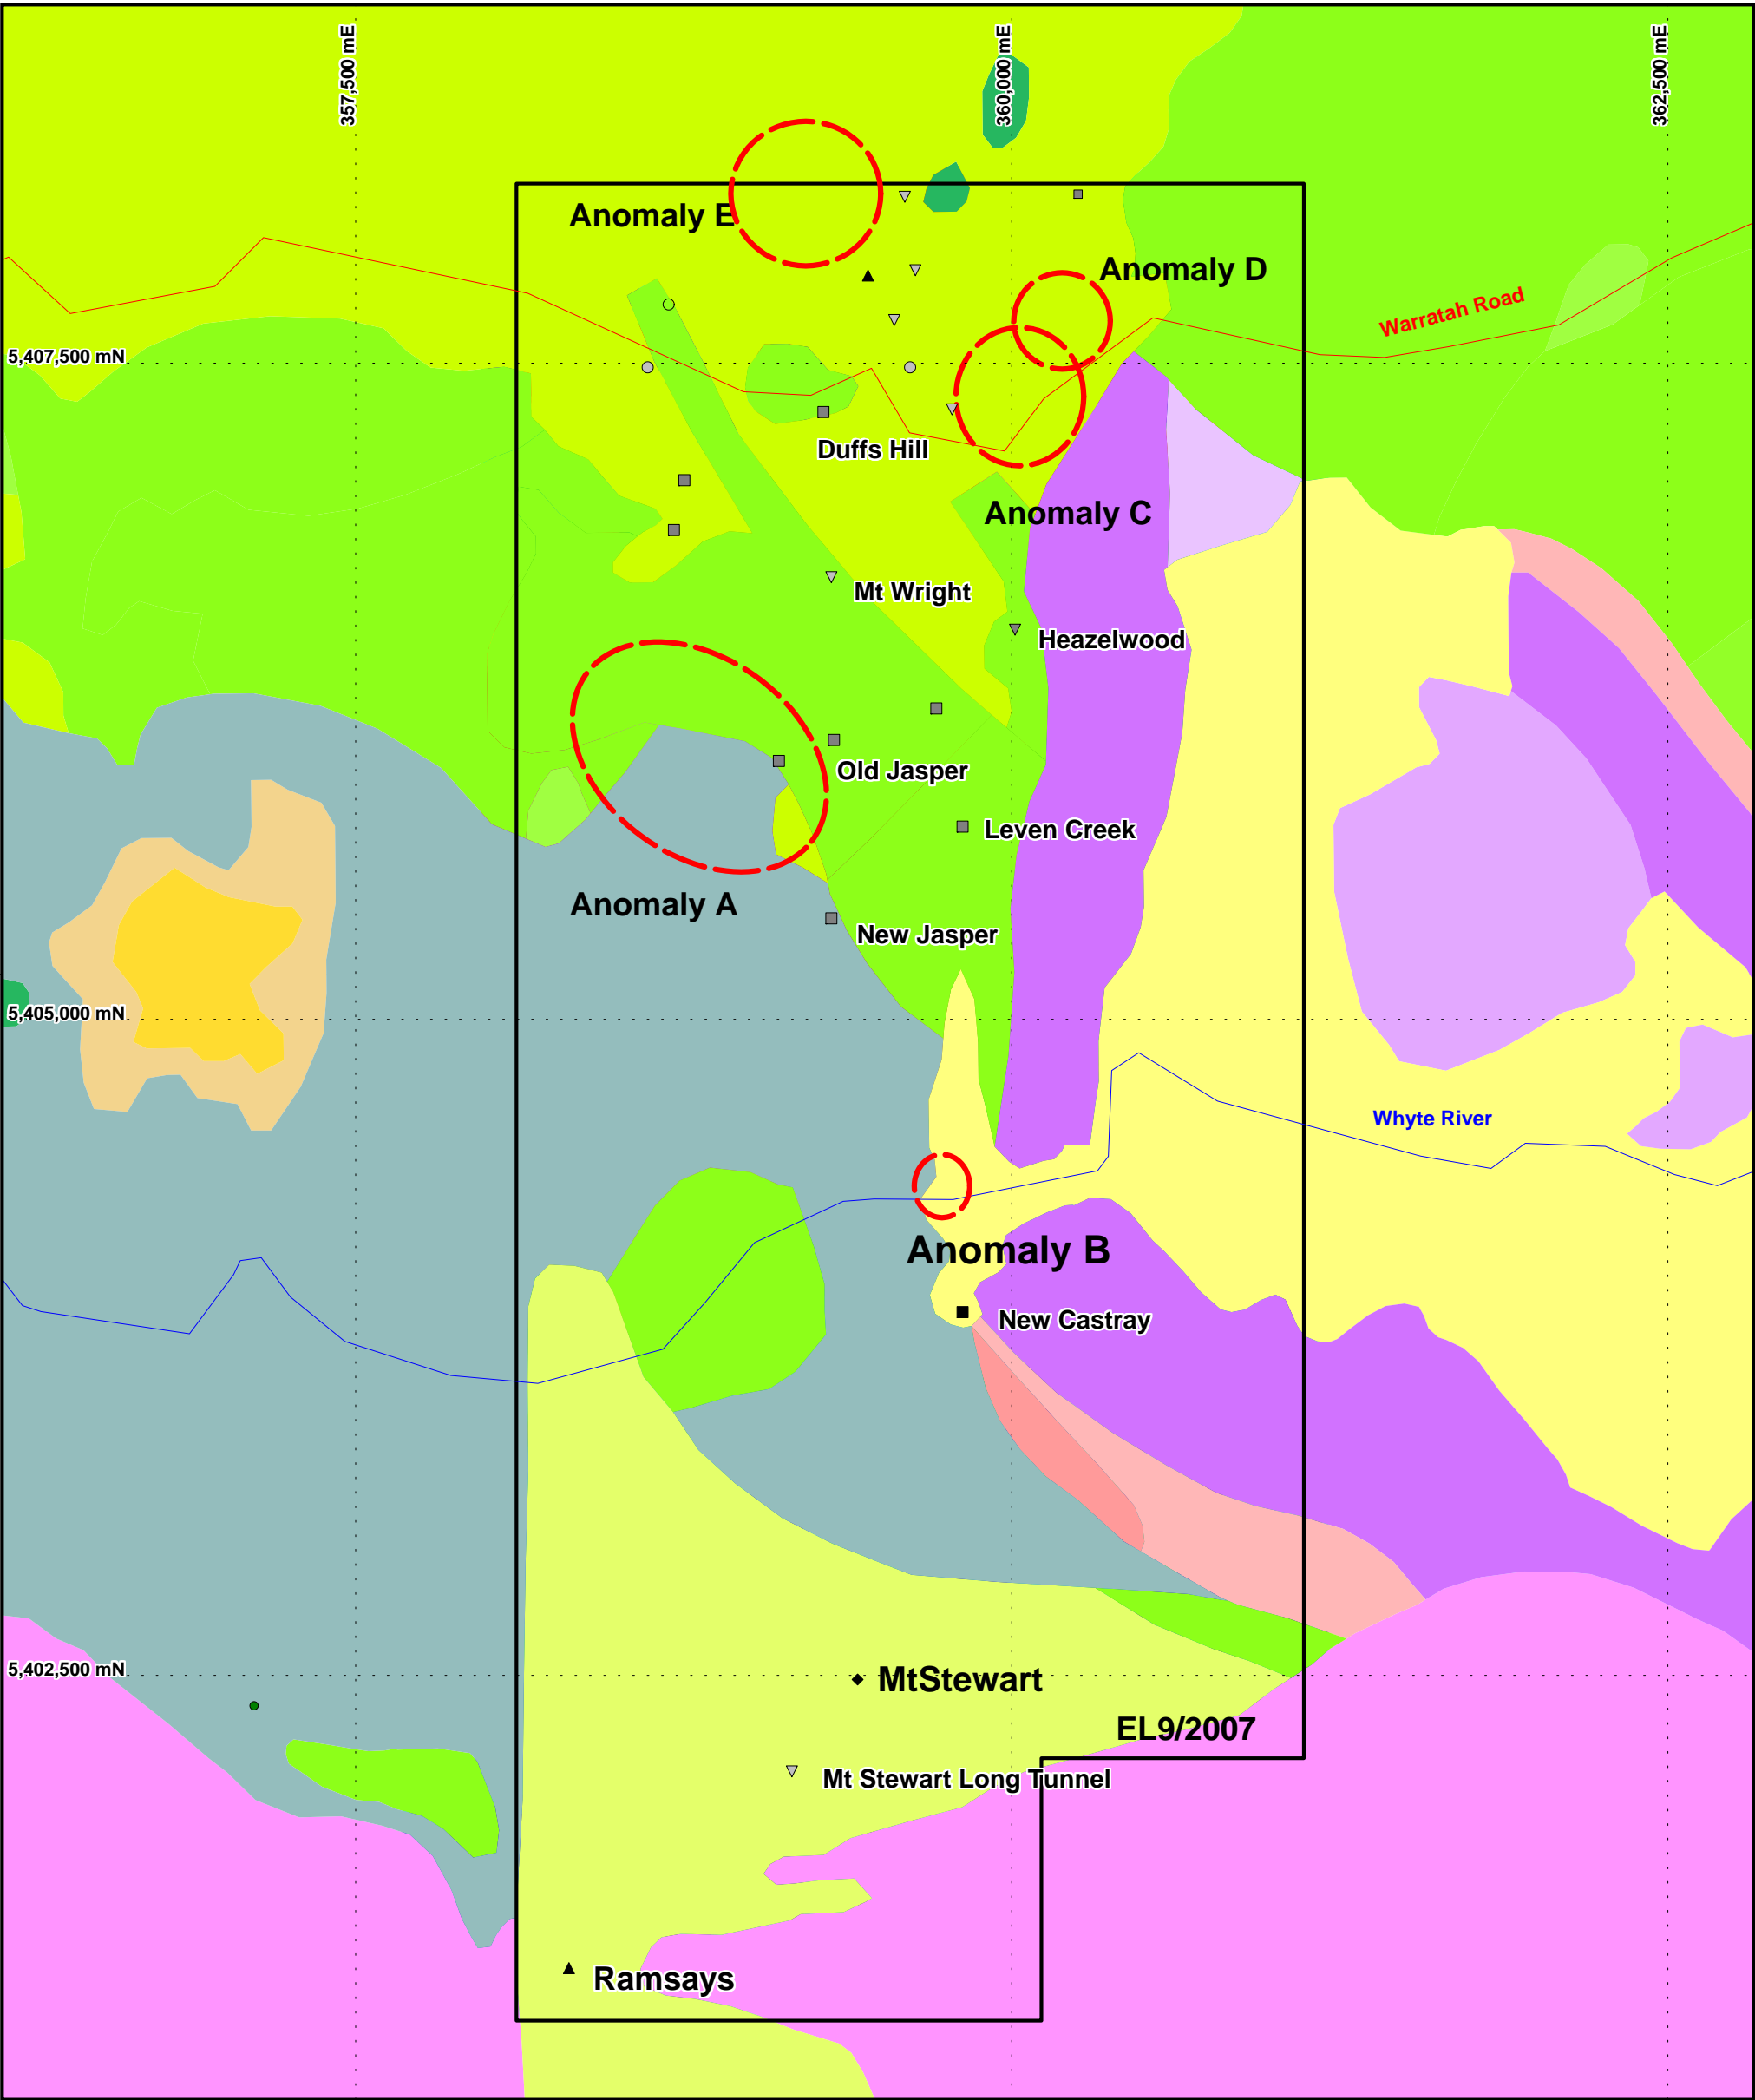 357,500 mE
360,000 mE
362,500 mE
Anomaly E
Anomaly D
Warratah Road
5,407,500 mN
Duffs Hill
Anomaly C
Mt Wright
Heazelwood
Old Jasper
Leven Creek
Anomaly A
New Jasper
5,405,000 mN
Whyte River
Anomaly B
New Castray
5,402,500 mN
MtStewart
EL9/2007
Mt Stewart Long Tunnel
Ramsays